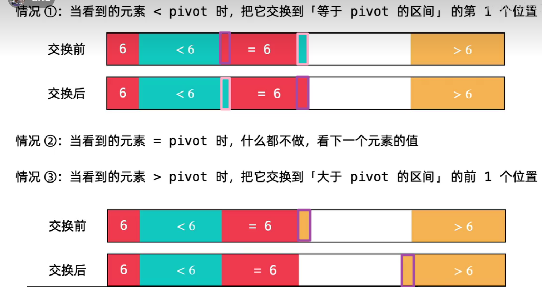 情况 ①：当看到的元素 < pivot 时，把它交换到「等于 pivot 的区间」 的第 1 个位置
交换前 6 < 6 = 6 > 6
交换后 6 < 6 = 6 > 6
情况 ②：当看到的元素 = pivot 时，什么都不做，看下一个元素的值
情况 ③：当看到的元素 > pivot 时，把它交换到「大于 pivot 的区间」 的前 1 个位置
交换前 6 < 6 = 6 > 6
交换后 6 < 6 = 6 > 6